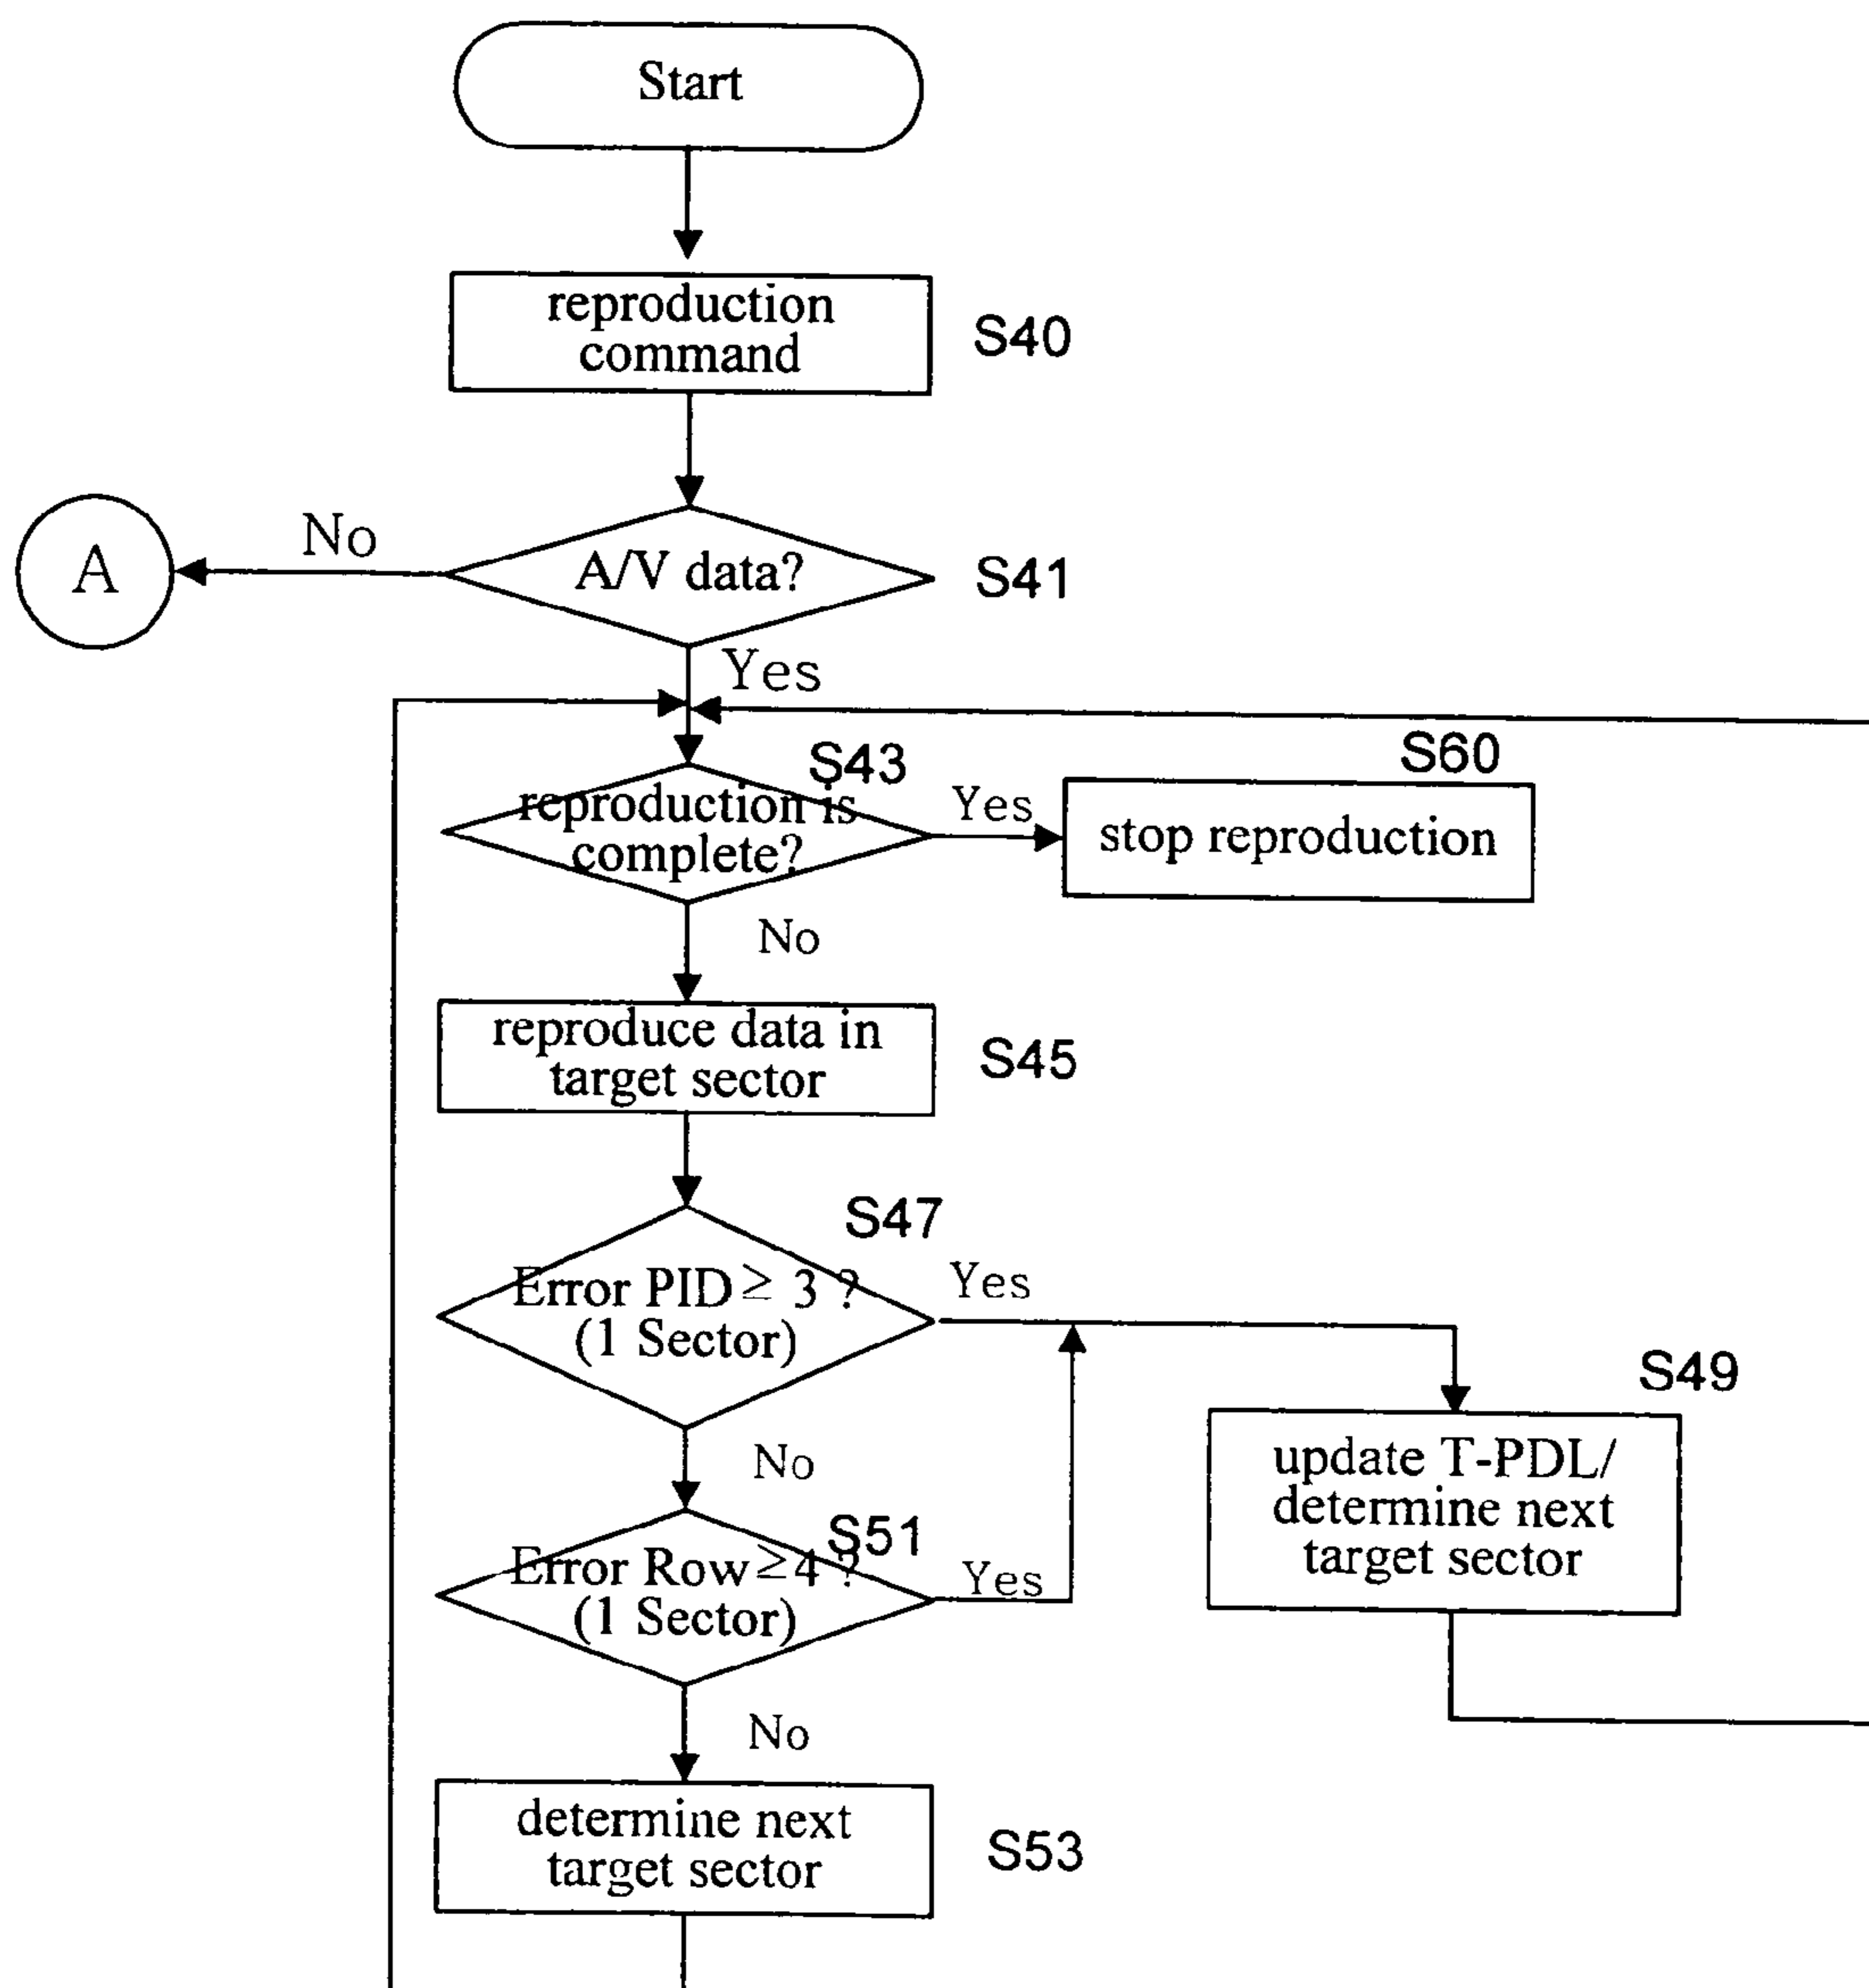 Start
reproduction
command
S40
A
No
A/V data?
S41
Yes
S43
S60
reproduction is
complete?
Yes
stop reproduction
No
reproduce data in
target sector
S45
S47
Error PID ≥ 3 ?
(1 Sector)
Yes
S49
No
update T-PDL/
determine next
target sector
S51
Error Row ≥4 ?
(1 Sector)
Yes
No
determine next
target sector
S53